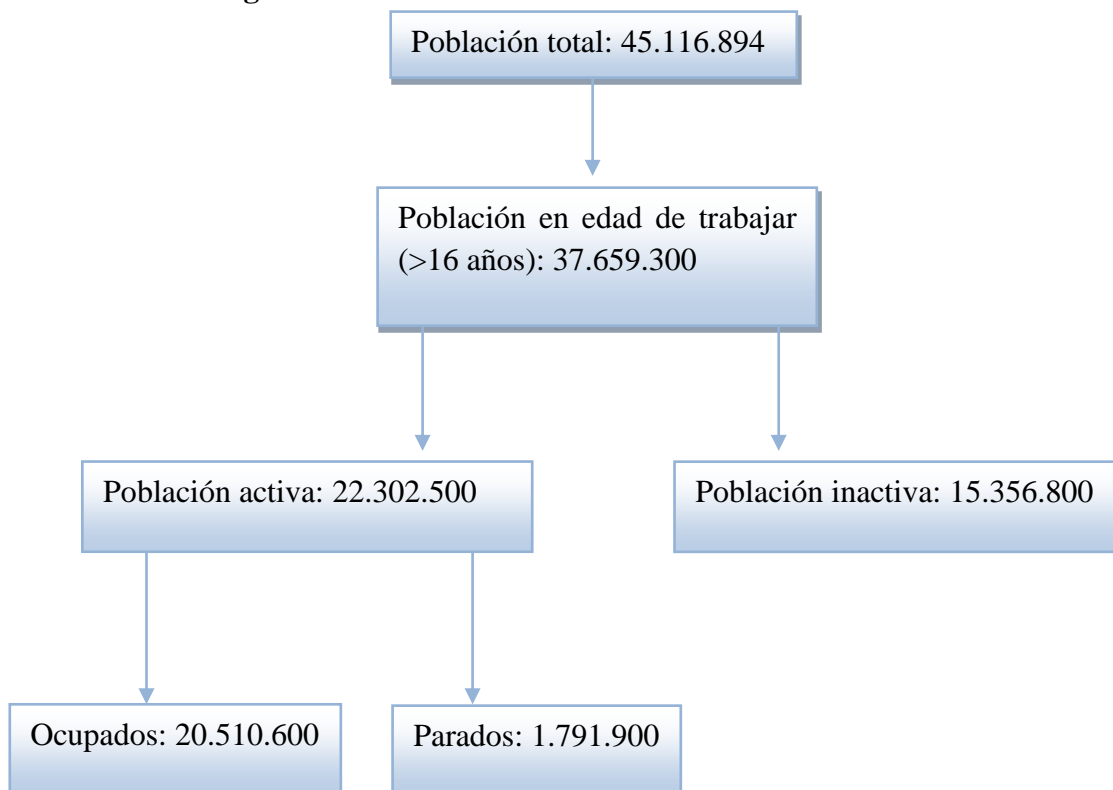 Población total: 45.116.894
Población en edad de trabajar
(>16 años): 37.659.300
Población activa: 22.302.500
Población inactiva: 15.356.800
Ocupados: 20.510.600
Parados: 1.791.900